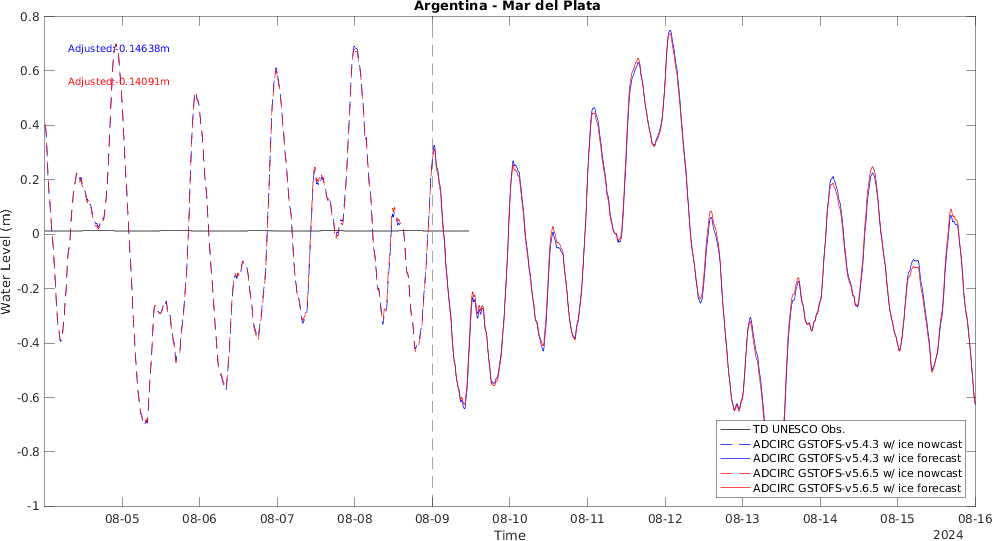 Argentina - Mar del Plata
0.8
Adjusted:-0.14638m
0.6
Adjusted:-0.14091m
0.4
0.2
0
-0.2
-0.4
-0.6
-0.8
-1
Water Level (m)
TD UNESCO Obs.
ADCIRC GSTOFS-v5.4.3 w/ ice nowcast
ADCIRC GSTOFS-v5.4.3 w/ ice forecast
ADCIRC GSTOFS-v5.6.5 w/ ice nowcast
ADCIRC GSTOFS-v5.6.5 w/ ice forecast
08-05 08-06 08-07 08-08 08-09 08-10 08-11 08-12 08-13 08-14 08-15 08-16
Time
2024